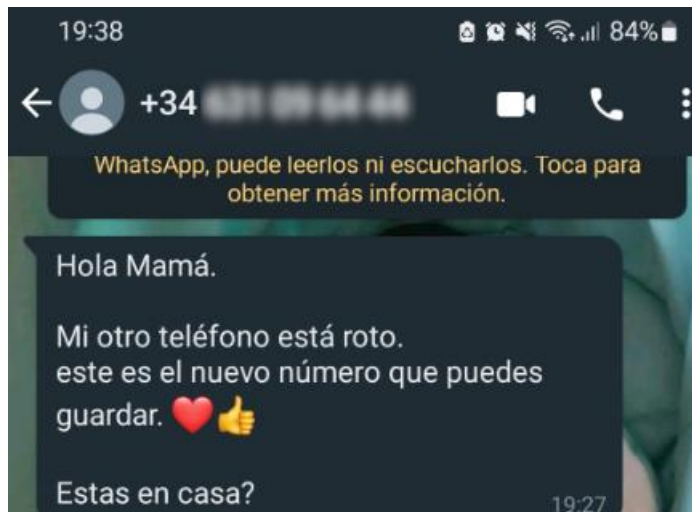 19:38
84%
+34
WhatsApp, puede leerlos ni escucharlos. Toca para
obtener más información.
Hola Mamá.
Mi otro teléfono está roto.
este es el nuevo número que puedes
guardar. ❤️👍
Estas en casa?
19:27